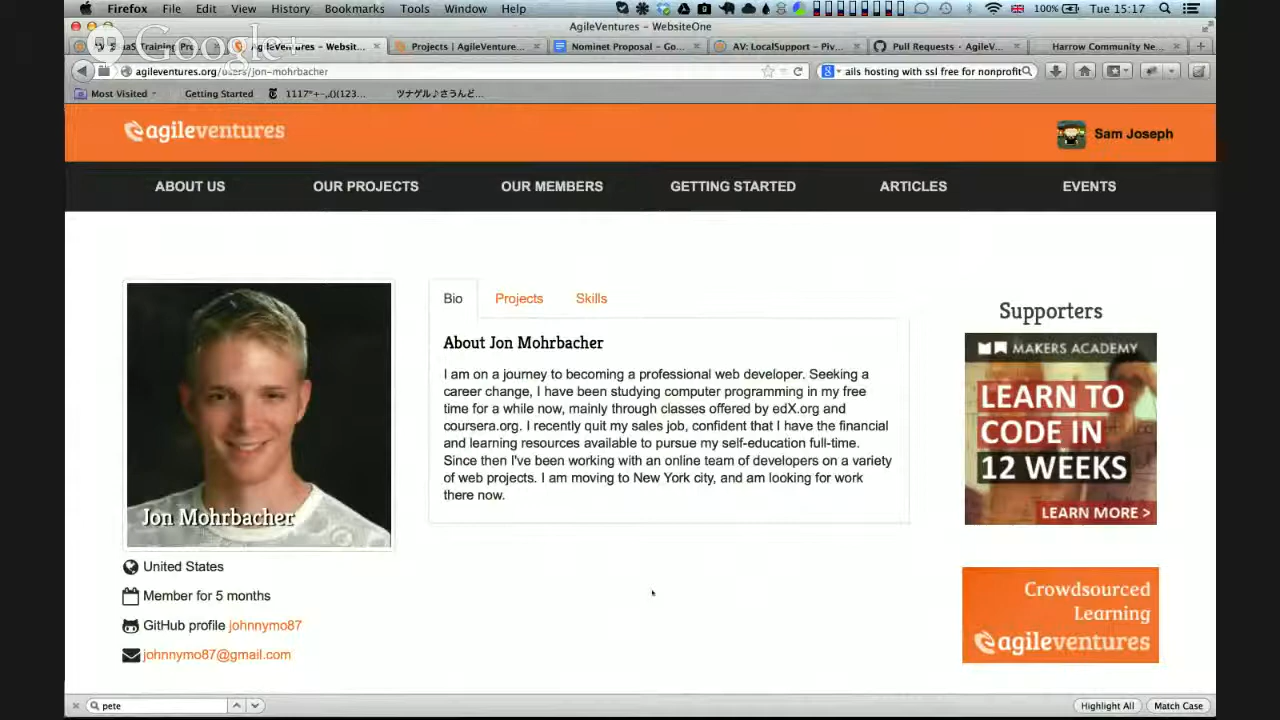 Firefox File Edit View History Bookmarks Tools Window Help 100% Tue 15:17
AgileVentures - WebsiteOne
Google+
AgileVentures - Websit... Projects | AgileVenture... Nominet Proposal - Go... AV: LocalSupport - Piv... Pull Requests · AgileV... Harrow Community Ne...
agileventures.org/users/jon-mohrbacher ails hosting with ssl free for nonprofit
Most Visited Getting Started 1117*+-,.()(123... ツナゲル♪さうんど...
agileventures
Sam Joseph
ABOUT US OUR PROJECTS OUR MEMBERS GETTING STARTED ARTICLES EVENTS
Bio Projects Skills
About Jon Mohrbacher
I am on a journey to becoming a professional web developer. Seeking a
career change, I have been studying computer programming in my free
time for a while now, mainly through classes offered by edX.org and
coursera.org. I recently quit my sales job, confident that I have the financial
and learning resources available to pursue my self-education full-time.
Since then I've been working with an online team of developers on a variety
of web projects. I am moving to New York city, and am looking for work
there now.
Jon Mohrbacher
United States
Member for 5 months
GitHub profile johnnymo87
johnnymo87@gmail.com
Supporters
MAKERS ACADEMY
LEARN TO
CODE IN
12 WEEKS
LEARN MORE >
Crowdsourced
Learning
agileventures
pete Highlight All Match Case